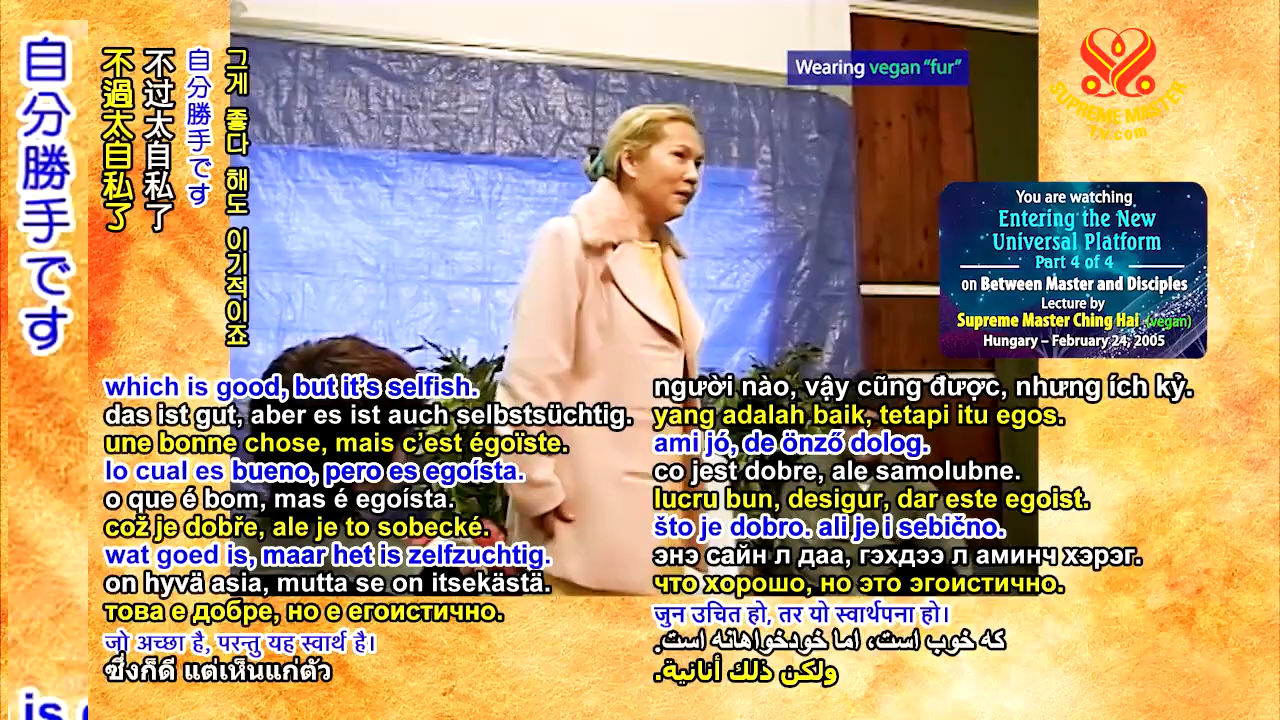 自分勝手です
不過太自私了
不过太自私了
自分勝手です
그게 좋다 해도 이기적이죠
Wearing vegan “fur”
SUPREME MASTER
TV.com
You are watching
Entering the New
Universal Platform
Part 4 of 4
on Between Master and Disciples
Lecture by
Supreme Master Ching Hai (vegan)
Hungary – February 24, 2005
which is good, but it’s selfish.
das ist gut, aber es ist auch selbstsüchtig.
une bonne chose, mais c’est égoïste.
lo cual es bueno, pero es egoísta.
o que é bom, mas é egoísta.
což je dobře, ale je to sobecké.
wat goed is, maar het is zelfzuchtig.
on hyvä asia, mutta se on itsekästä.
това е добре, но е егоистично.
जो अच्छा है, परन्तु यह स्वार्थ है।
ซึ่งก็ดี แต่เห็นแก่ตัว
người nào, vậy cũng được, nhưng ích kỷ.
yang adalah baik, tetapi itu egos.
ami jó, de önző dolog.
co jest dobre, ale samolubne.
lucru bun, desigur, dar este egoist.
što je dobro. ali je i sebično.
энэ сайн л даа, гэхдээ л аминч хэрэг.
что хорошо, но это эгоистично.
जुन उचित हो, तर यो स्वार्थपना हो।
که خوب است، اما خودخواهانه است.
ولكن ذلك أنانية.
is